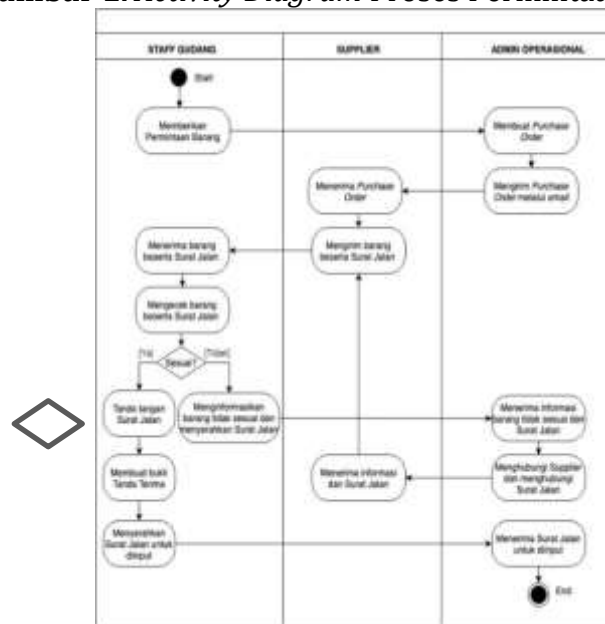 Activity Diagram Proses
STAFF GUDANG
SUPPLIER
ADMIN OPERASIONAL
Start
Memberikan
Permintaan Barang
Membuat Purchase
Order
Menerima Purchase
Order
Mengirim Purchase
Order melalui email
Menerima barang
beserta Surat Jalan
Mengirim barang
beserta Surat Jalan
Mengecek barang
beserta Surat Jalan
[Ya]
Sesuai?
[Tidak]
Tanda tangan
Surat Jalan
Menginformasikan
barang tidak sesuai dan
menyerahkan Surat Jalan
Menerima informasi
barang tidak sesuai dan
Surat Jalan
Membuat bukti
Tanda Terima
Menerima informasi
dan Surat Jalan
Menghubungi Supplier
dan menghubungi
Surat Jalan
Menyerahkan
Surat Jalan untuk
diinput
Menerima Surat Jalan
untuk diinput
End